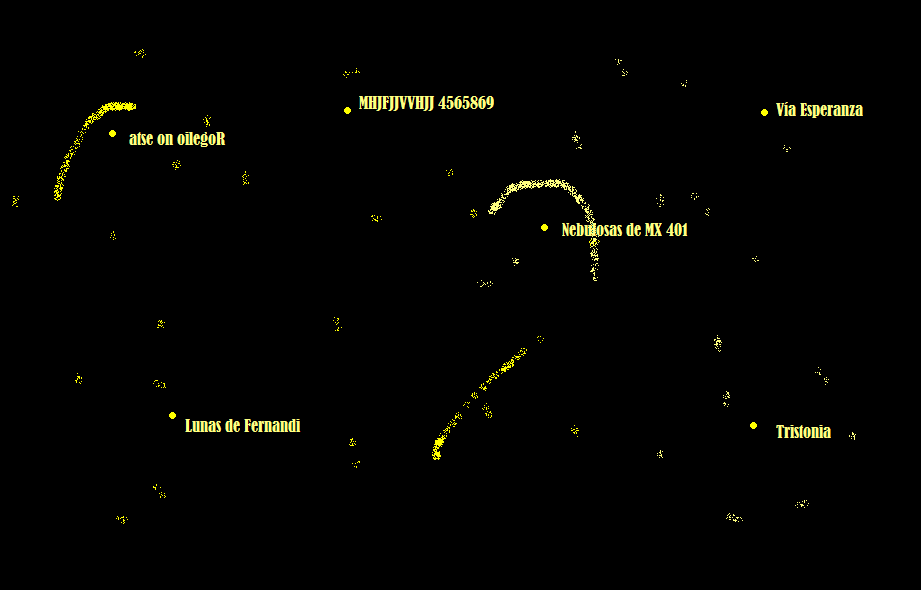 MHJFJJVVHJJ 4565869
Vía Esperanza
atse on oilegoR
Nebulosas de MX 401
Lunas de Fernandi
Tristonia